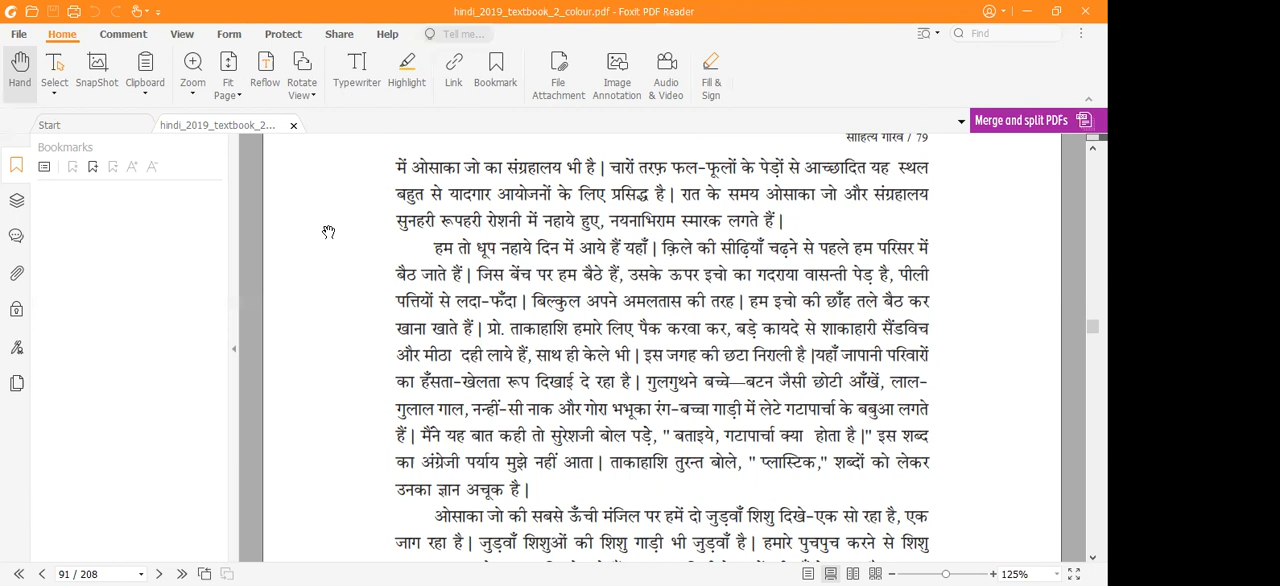 hindi_2019_textbook_2_colour.pdf - Foxit PDF Reader
File Home Comment View Form Protect Share Help Tell me... Find
Hand Select SnapShot Clipboard Zoom Fit Page Reflow Rotate View Typewriter Highlight Link Bookmark File Attachment Image Annotation Audio & Video Fill & Sign
Start hindi_2019_textbook_2... Merge and split PDFs
Bookmarks
साहित्य गौरव / 79
में ओसाका जो का संग्रहालय भी है | चारों तरफ़ फल-फूलों के पेड़ों से आच्छादित यह स्थल
बहुत से यादगार आयोजनों के लिए प्रसिद्ध है | रात के समय ओसाका जो और संग्रहालय
सुनहरी रूपहरी रोशनी में नहाये हुए, नयनाभिराम स्मारक लगते हैं |
हम तो धूप नहाये दिन में आये हैं यहाँ | क़िले की सीढ़ियाँ चढ़ने से पहले हम परिसर में
बैठ जाते हैं | जिस बेंच पर हम बैठे हैं, उसके ऊपर इचो का गदराया वासन्ती पेड़ है, पीली
पत्तियों से लदा-फँदा | बिल्कुल अपने अमलतास की तरह | हम इचो की छाँह तले बैठ कर
खाना खाते हैं | प्रो. ताकाहाशि हमारे लिए पैक करवा कर, बड़े कायदे से शाकाहारी सैंडविच
और मीठा दही लाये हैं, साथ ही केले भी | इस जगह की छटा निराली है |यहाँ जापानी परिवारों
का हँसता-खेलता रूप दिखाई दे रहा है | गुलगुथने बच्चे—बटन जैसी छोटी आँखें, लाल-
गुलाल गाल, नन्हीं-सी नाक और गोरा भभूका रंग-बच्चा गाड़ी में लेटे गटापार्चा के बबुआ लगते
हैं | मैंने यह बात कही तो सुरेशजी बोल पड़े, " बताइये, गटापार्चा क्या होता है |" इस शब्द
का अंग्रेजी पर्याय मुझे नहीं आता | ताकाहाशि तुरन्त बोले, " प्लास्टिक," शब्दों को लेकर
उनका ज्ञान अचूक है |
ओसाका जो की सबसे ऊँची मंजिल पर हमें दो जुड़वाँ शिशु दिखे-एक सो रहा है, एक
जाग रहा है | जुड़वाँ शिशुओं की शिशु गाड़ी भी जुड़वाँ है | हमारे पुचपुच करने से शिशु
91 / 208 125%